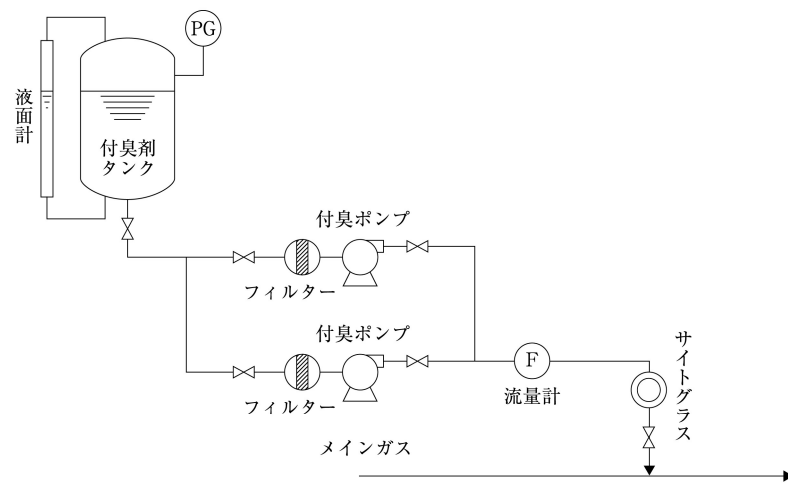 PG
液面計
付臭剤
タンク
付臭ポンプ
フィルター
付臭ポンプ
フィルター
F
流量計
サイトグラス
メインガス